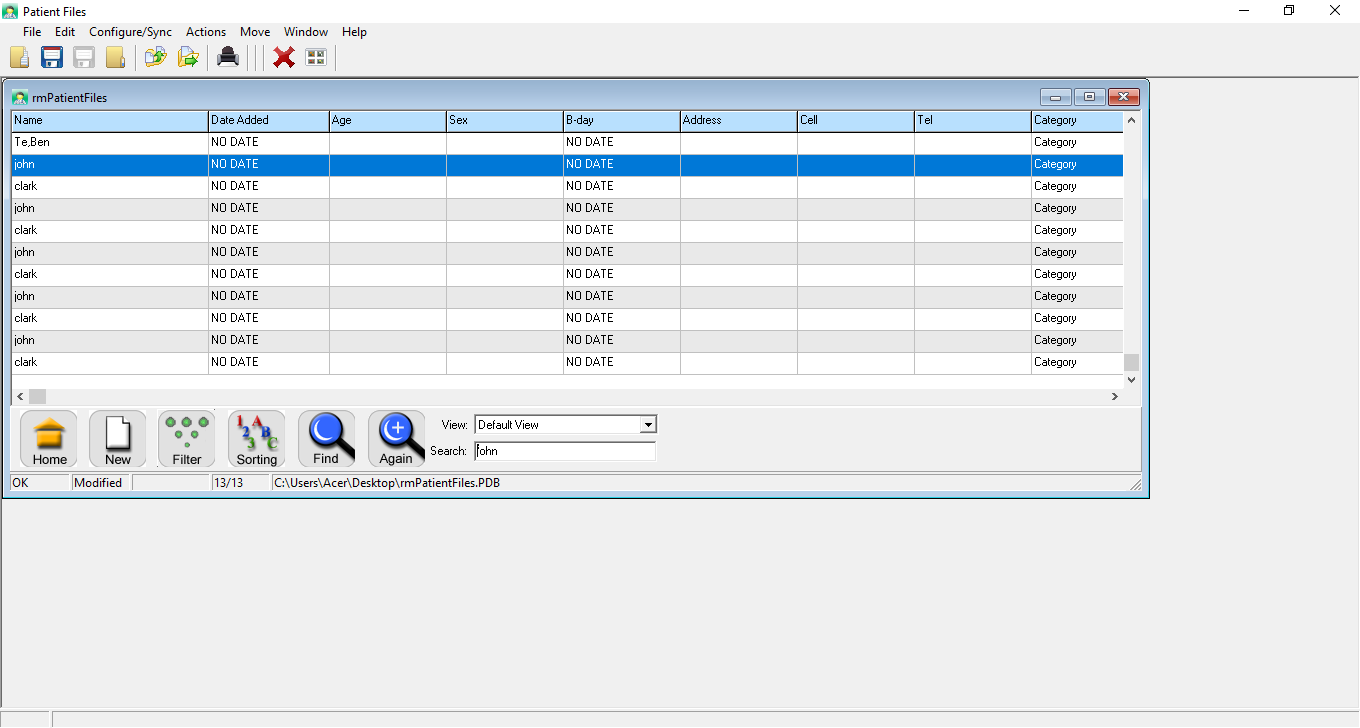 Patient Files
File Edit Configure/Sync Actions Move Window Help
rmPatientFiles
Name Date Added Age Sex B-day Address Cell Tel Category
Te,Ben NO DATE NO DATE Category
john NO DATE NO DATE Category
clark NO DATE NO DATE Category
john NO DATE NO DATE Category
clark NO DATE NO DATE Category
john NO DATE NO DATE Category
clark NO DATE NO DATE Category
john NO DATE NO DATE Category
clark NO DATE NO DATE Category
john NO DATE NO DATE Category
clark NO DATE NO DATE Category
View: Default View
Search: john
Home New Filter Sorting Find Again
OK Modified 13/13 C:\Users\Acer\Desktop\rmPatientFiles.PDB